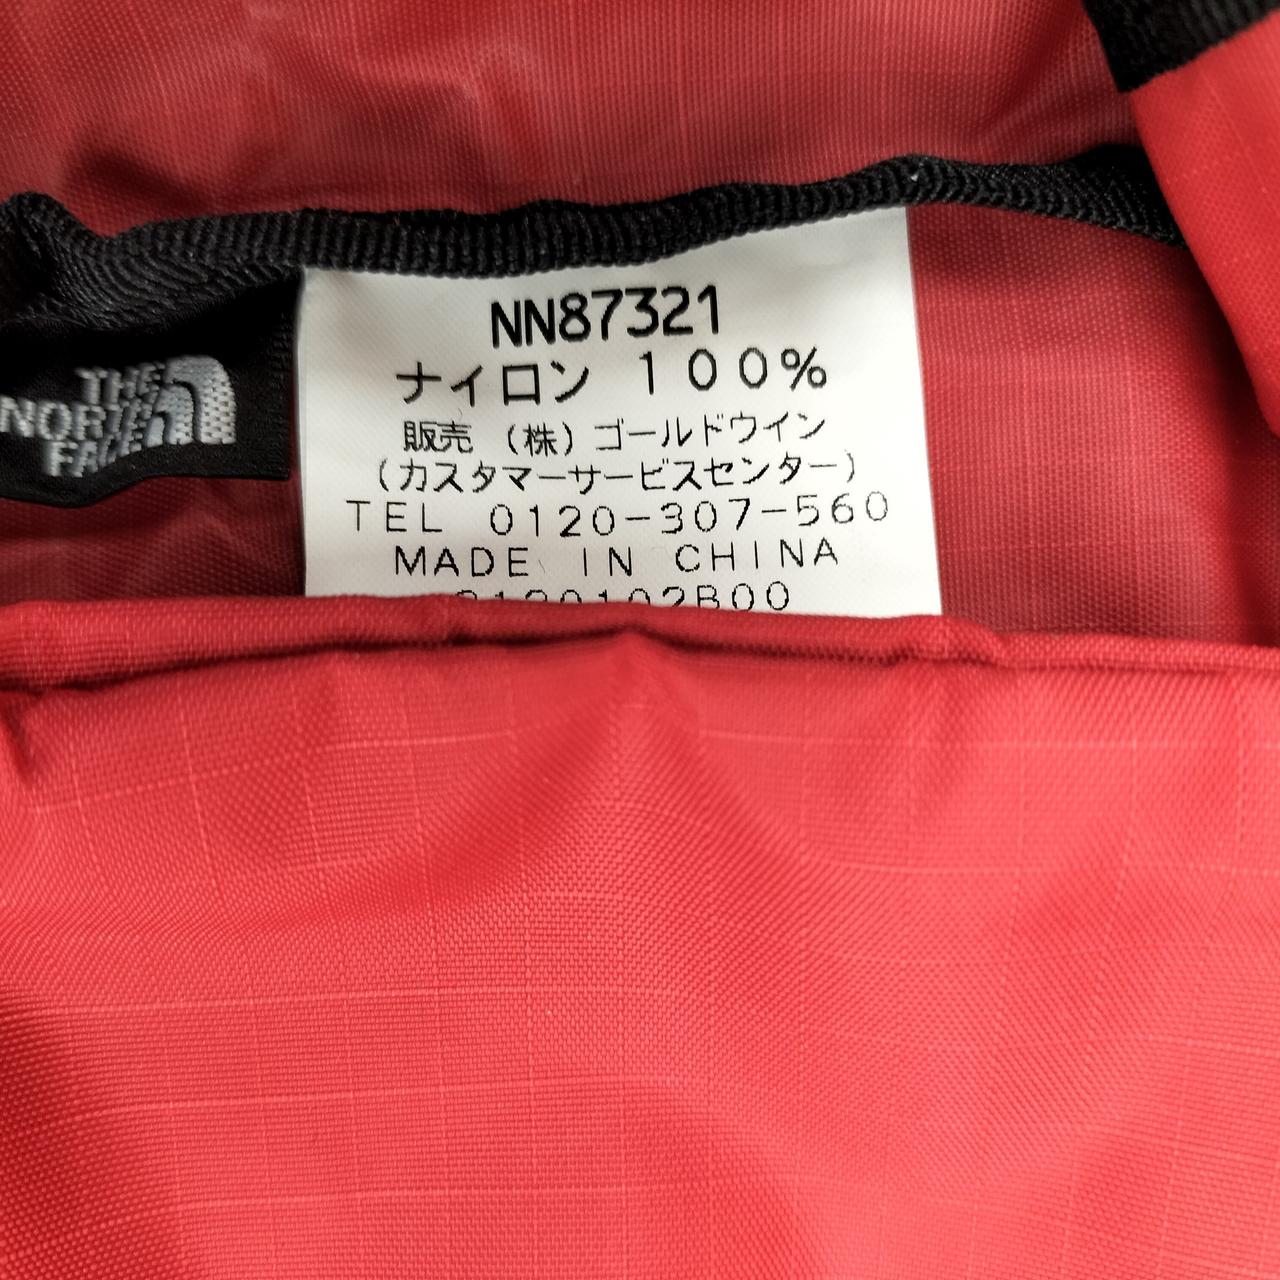 THE
NORTH
FACE
NN87321
ナイロン 100%
販売 (株)ゴールドウイン
(カスタマーサービスセンター)
TEL 0120-307-560
MADE IN CHINA